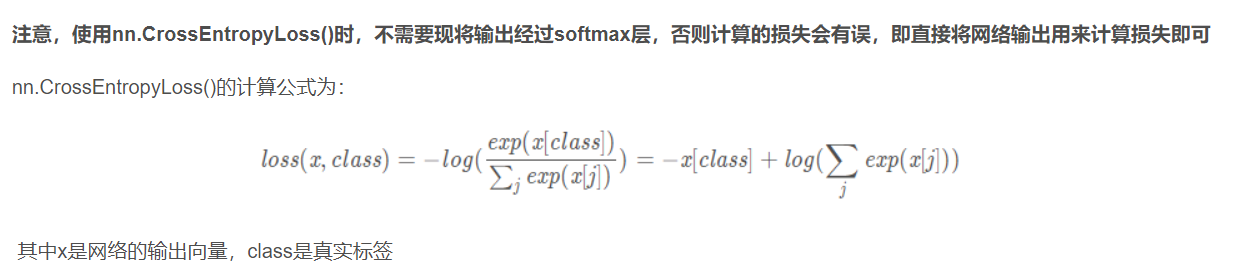 注意，使用nn.CrossEntropyLoss()时，不需要现将输出经过softmax层，否则计算的损失会有误，即直接将网络输出用来计算损失即可
nn.CrossEntropyLoss()的计算公式为：
loss(x, class) = −log(exp(x[class]) / ∑_j exp(x[j])) = −x[class] + log(∑_j exp(x[j]))
其中x是网络的输出向量，class是真实标签